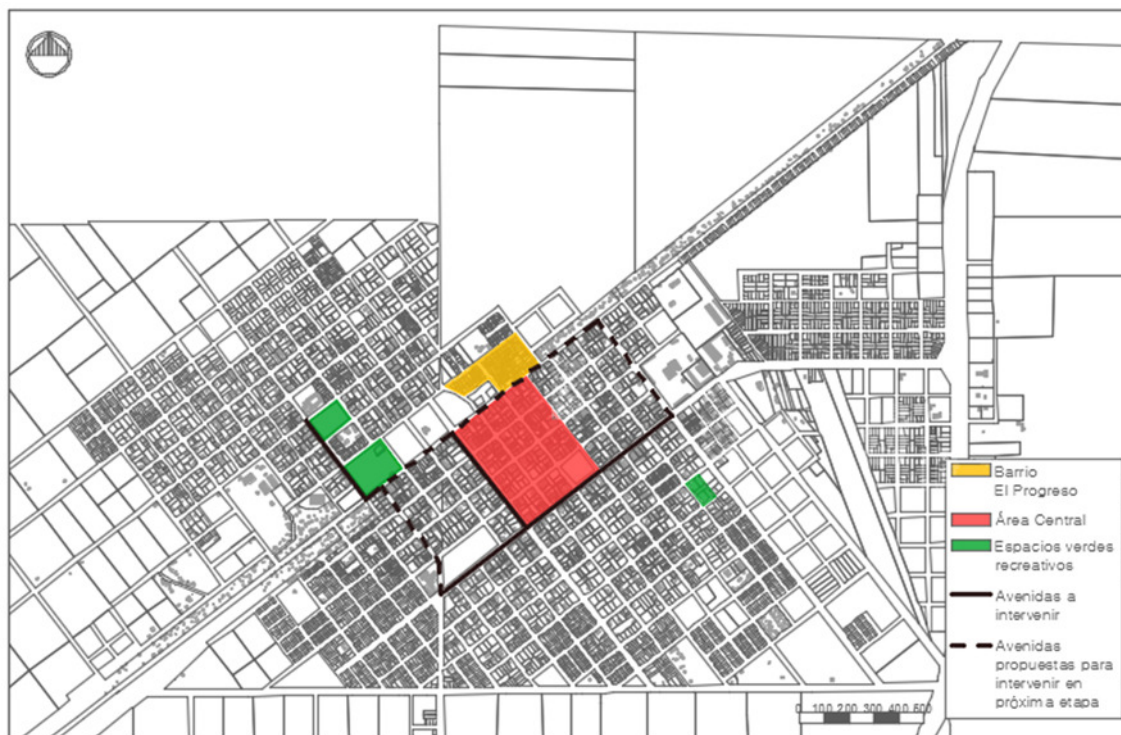 0 100 200 300 400 500
Barrio
El Progreso
Área Central
Espacios verdes
recreativos
Avenidas a
intervenir
Avenidas
propuestas para
intervenir en
próxima etapa